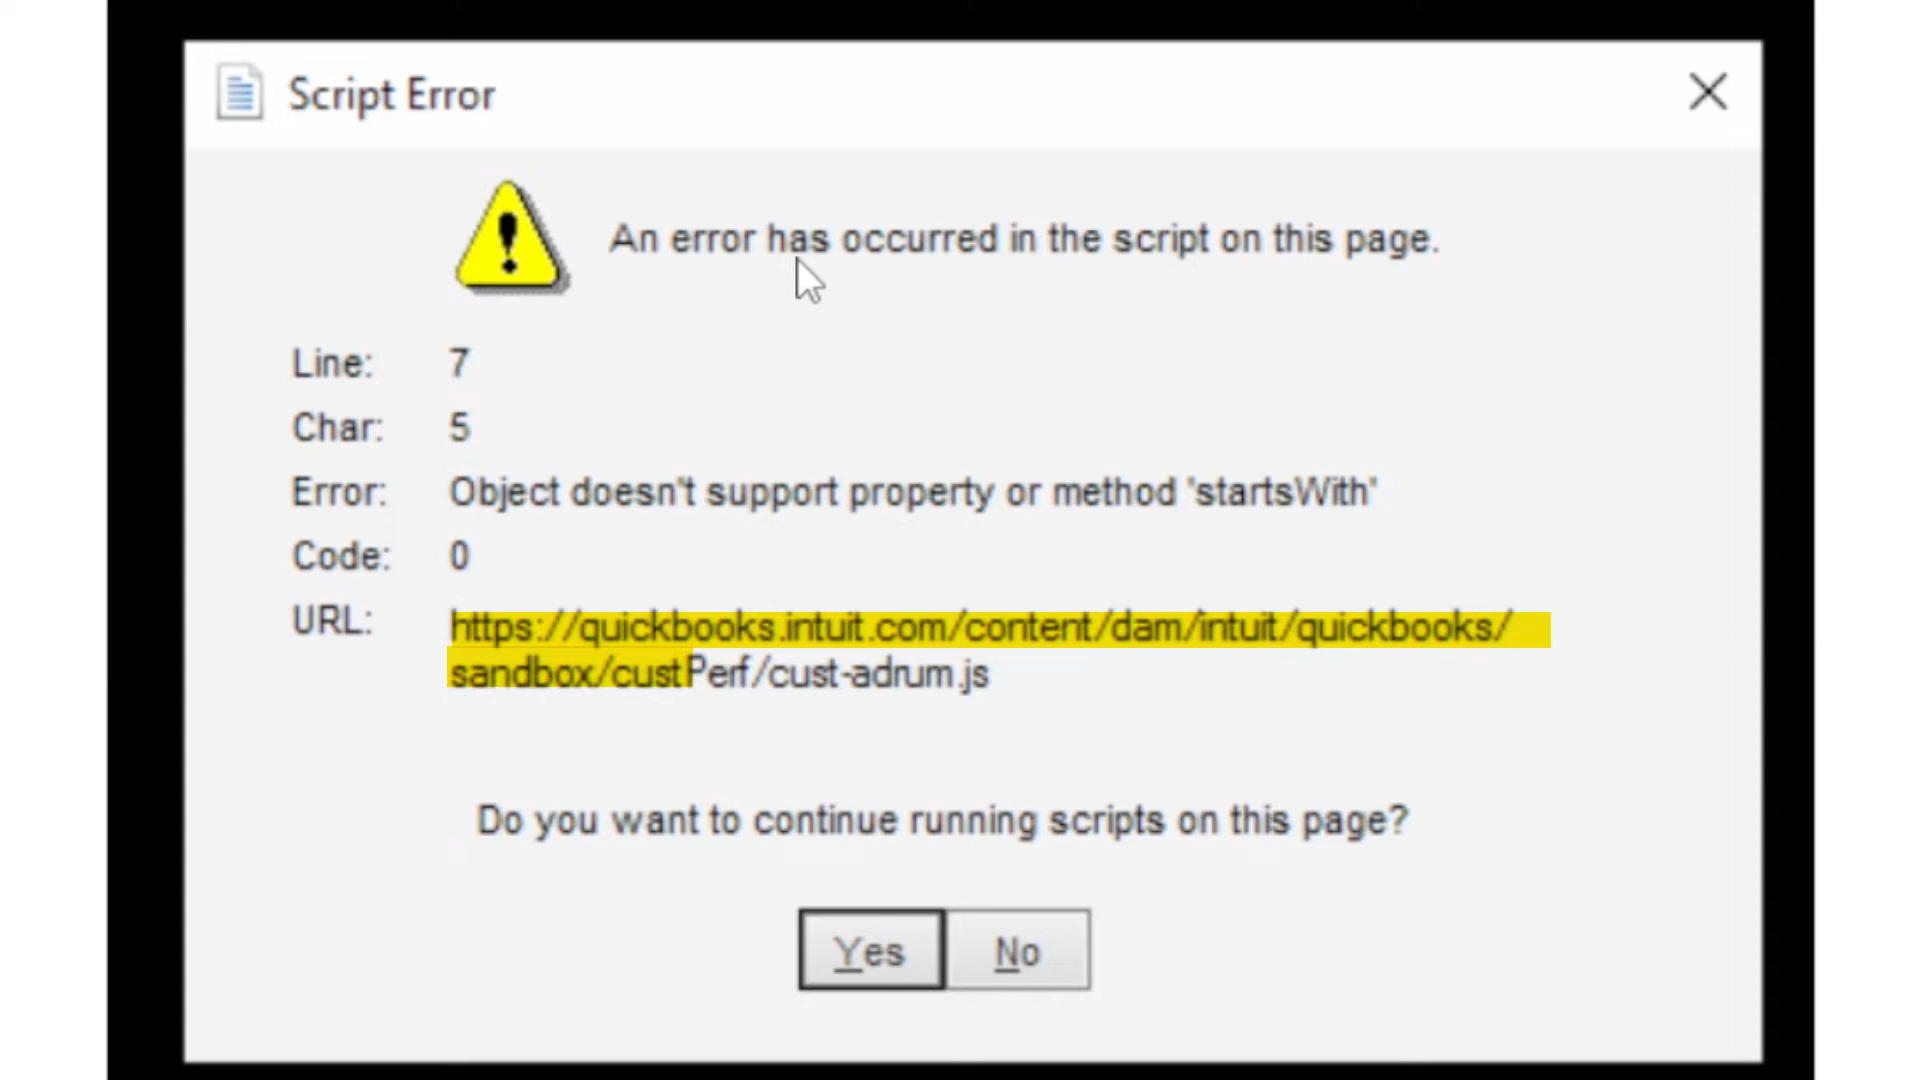 Script Error
An error has occurred in the script on this page.
Line: 7
Char: 5
Error: Object doesn't support property or method 'startsWith'
Code: 0
URL: https://quickbooks.intuit.com/content/dam/intuit/quickbooks/
sandbox/custPerf/cust-adrum.js
Do you want to continue running scripts on this page?
Yes No